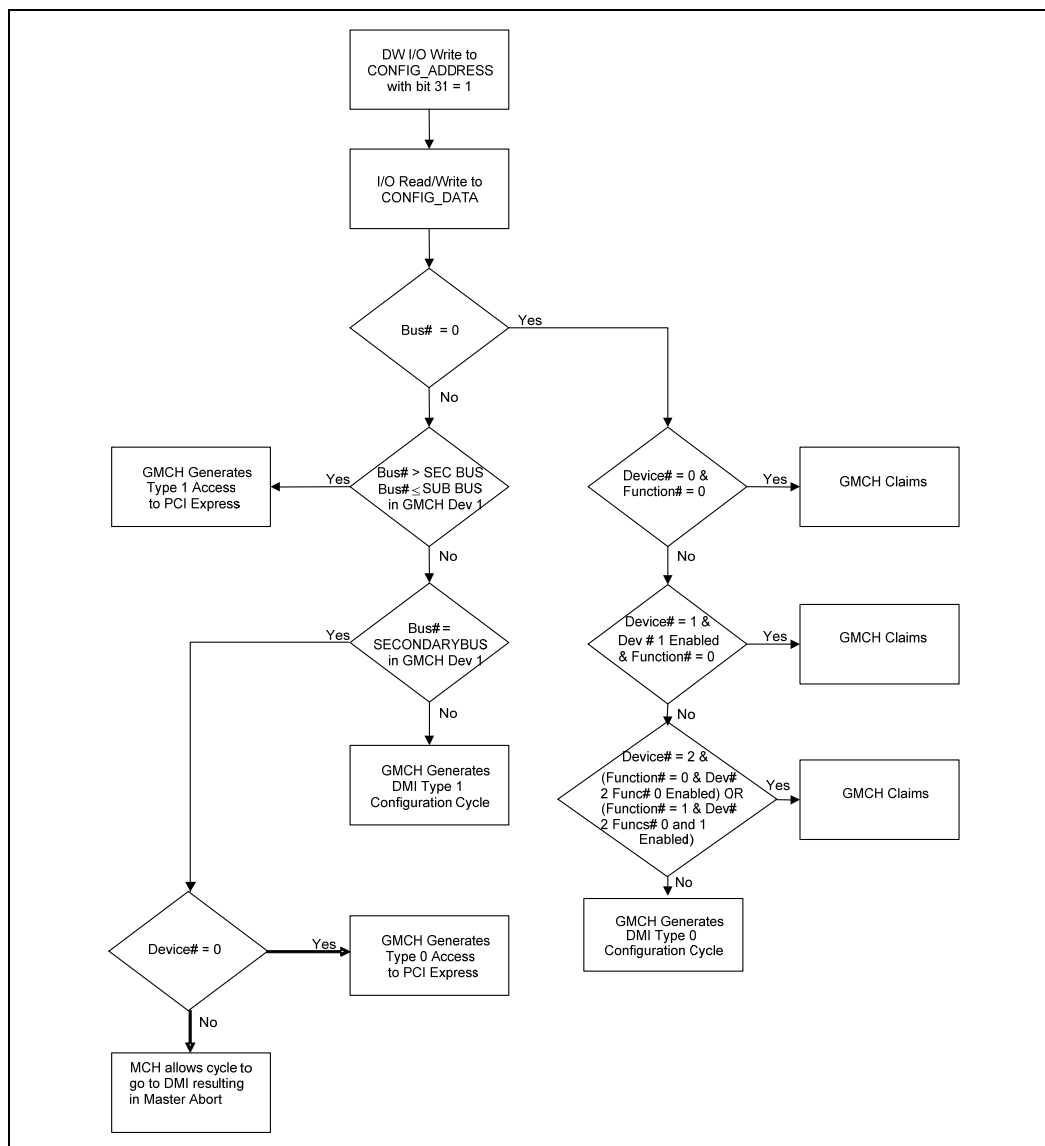 DW I/O Write to
CONFIG_ADDRESS
with bit 31 = 1
I/O Read/Write to
CONFIG_DATA
Bus# = 0
Yes
No
Bus# > SEC BUS
Bus# ≤ SUB BUS
in GMCH Dev 1
Yes
GMCH Generates
Type 1 Access
to PCI Express
No
Device# = 0 &
Function# = 0
Yes
GMCH Claims
No
Bus# =
SECONDARYBUS
in GMCH Dev 1
Yes
No
Device# = 1 &
Dev # 1 Enabled
& Function# = 0
Yes
GMCH Claims
No
GMCH Generates
DMI Type 1
Configuration Cycle
Device# = 2 &
(Function# = 0 & Dev#
2 Func# 0 Enabled) OR
(Function# = 1 & Dev#
2 Funcs# 0 and 1
Enabled)
Yes
GMCH Claims
No
GMCH Generates
DMI Type 0
Configuration Cycle
Device# = 0
Yes
GMCH Generates
Type 0 Access
to PCI Express
No
MCH allows cycle to
go to DMI resulting
in Master Abort